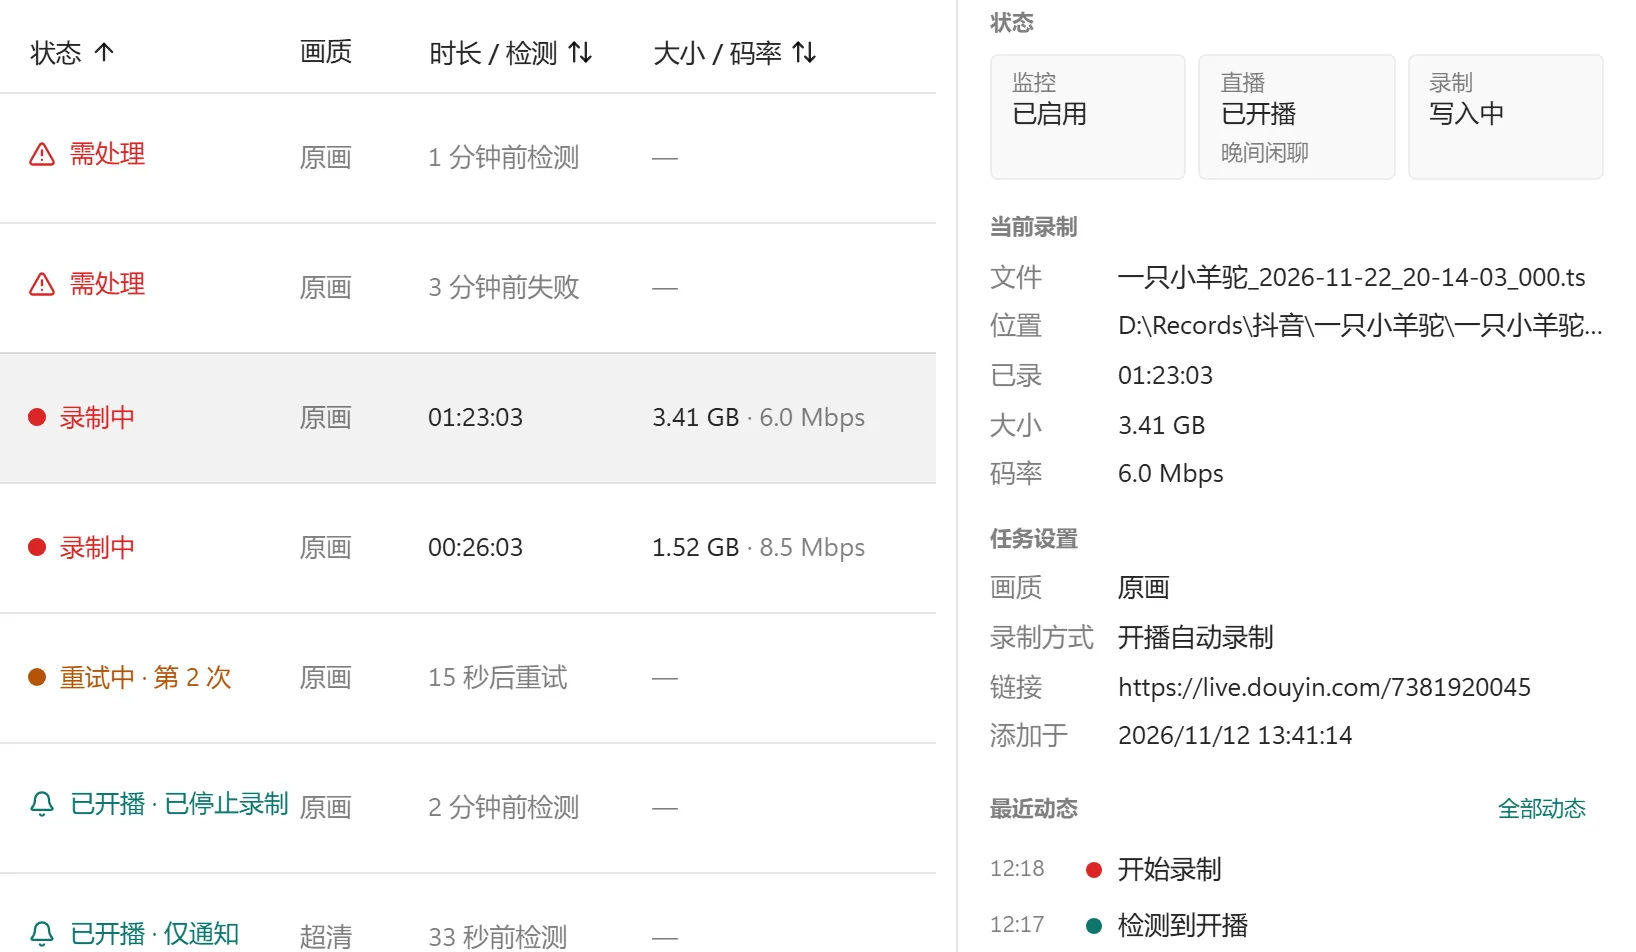 状态 ↑ 画质 时长 / 检测 ↑↓ 大小 / 码率 ↑↓
需处理 原画 1 分钟前检测 —
需处理 原画 3 分钟前失败 —
录制中 原画 01:23:03 3.41 GB · 6.0 Mbps
录制中 原画 00:26:03 1.52 GB · 8.5 Mbps
重试中 · 第 2 次 原画 15 秒后重试 —
已开播 · 已停止录制 原画 2 分钟前检测 —
已开播 · 仅通知 超清 33 秒前检测 —
状态
监控
已启用
直播
已开播
晚间闲聊
录制
写入中
当前录制
文件 一只小羊驼_2026-11-22_20-14-03_000.ts
位置 D:\Records\抖音\一只小羊驼\一只小羊驼...
已录 01:23:03
大小 3.41 GB
码率 6.0 Mbps
任务设置
画质 原画
录制方式 开播自动录制
链接 https://live.douyin.com/7381920045
添加于 2026/11/12 13:41:14
最近动态 全部动态
12:18 开始录制
12:17 检测到开播